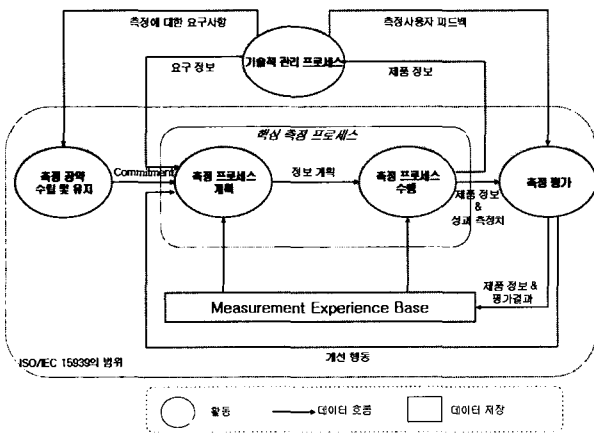 측정에 대한 요구사항
측정사용자 피드백
기술적 관리 프로세스
요구 정보
제품 정보
핵심 측정 프로세스
측정 공약
수립 및 유지
Commitment
측정 프로세스
계획
정보 계획
측정 프로세스
수행
측정 평가
제품 정보
&
성과 측정치
제품 정보 &
평가결과
Measurement Experience Base
개선 행동
ISO/IEC 15939의 범위
활동
데이터 흐름
데이터 저장